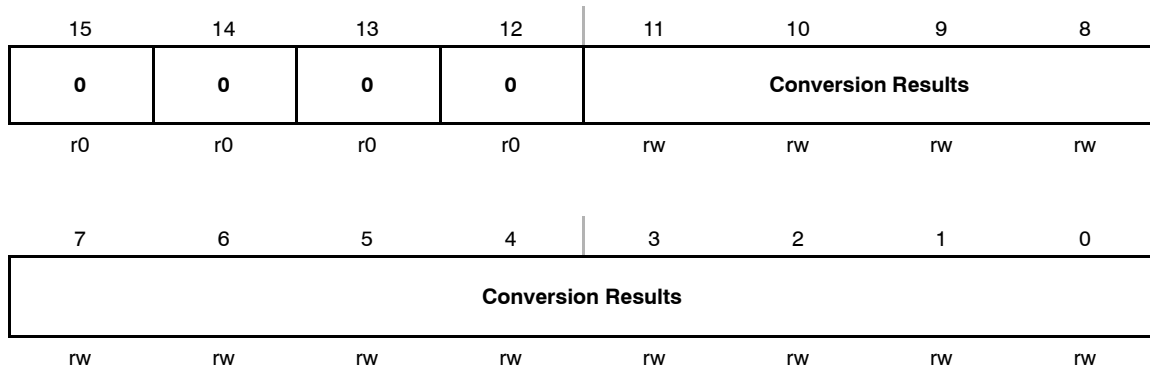 15 14 13 12 11 10 9 8
0 0 0 0 Conversion Results
r0 r0 r0 r0 rw rw rw rw
7 6 5 4 3 2 1 0
Conversion Results
rw rw rw rw rw rw rw rw